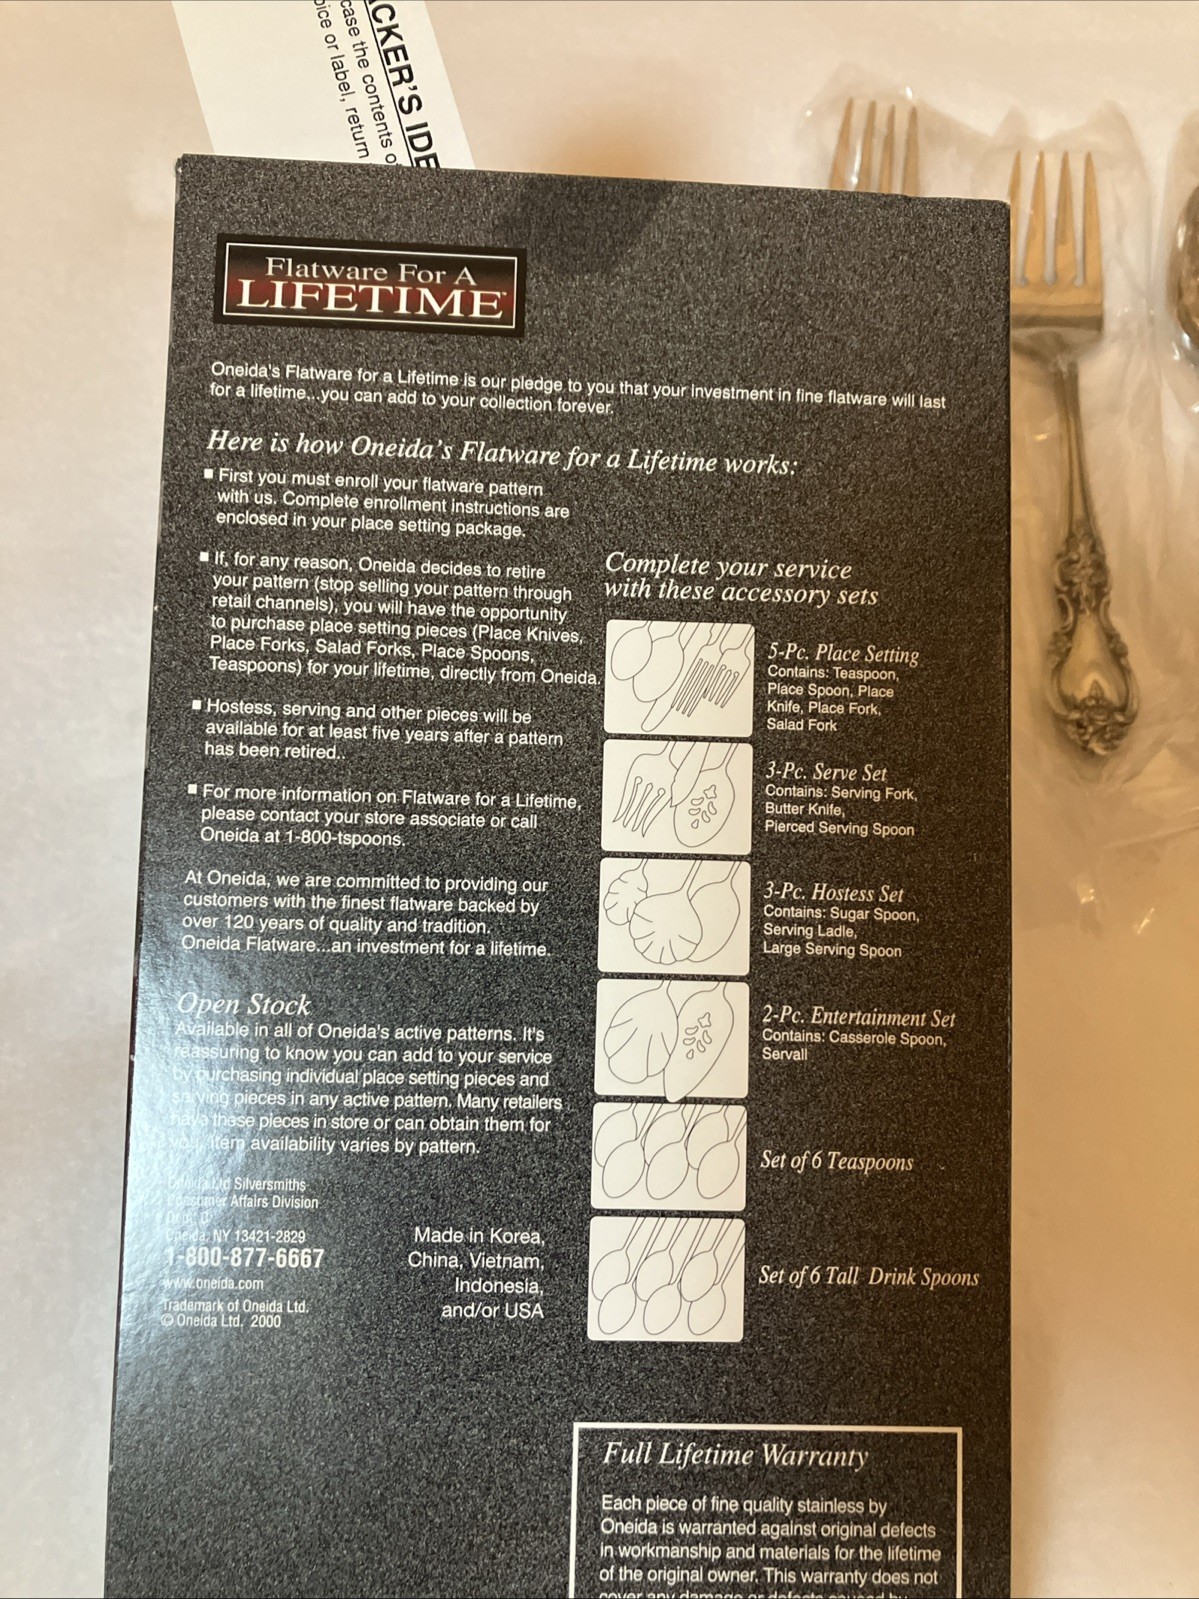 ACKER'S IDE
case the contents o
oice or label, return
Flatware For A
LIFETIME™
Oneida's Flatware for a Lifetime is our pledge to you that your investment in fine flatware will last
for a lifetime...you can add to your collection forever.
Here is how Oneida's Flatware for a Lifetime works:
■ First you must enroll your flatware pattern
with us. Complete enrollment instructions are
enclosed in your place setting package.
■ If, for any reason, Oneida decides to retire
your pattern (stop selling your pattern through
retail channels), you will have the opportunity
to purchase place setting pieces (Place Knives,
Place Forks, Salad Forks, Place Spoons,
Teaspoons) for your lifetime, directly from Oneida.
■ Hostess, serving and other pieces will be
available for at least five years after a pattern
has been retired..
■ For more information on Flatware for a Lifetime,
please contact your store associate or call
Oneida at 1-800-tspoons.
At Oneida, we are committed to providing our
customers with the finest flatware backed by
over 120 years of quality and tradition.
Oneida Flatware...an investment for a lifetime.
Open Stock
Available in all of Oneida's active patterns. It's
reassuring to know you can add to your service
by purchasing individual place setting pieces and
serving pieces in any active pattern. Many retailers
have these pieces in store or can obtain them for
you. Item availability varies by pattern.
Oneida Ltd Silversmiths
Consumer Affairs Division
Oneida, NY 13421-2829
1-800-877-6667
www.oneida.com
Trademark of Oneida Ltd.
© Oneida Ltd. 2000
Made in Korea,
China, Vietnam,
Indonesia,
and/or USA
Complete your service
with these accessory sets
5-Pc. Place Setting
Contains: Teaspoon,
Place Spoon, Place
Knife, Place Fork,
Salad Fork
3-Pc. Serve Set
Contains: Serving Fork,
Butter Knife,
Pierced Serving Spoon
3-Pc. Hostess Set
Contains: Sugar Spoon,
Serving Ladle,
Large Serving Spoon
2-Pc. Entertainment Set
Contains: Casserole Spoon,
Servall
Set of 6 Teaspoons
Set of 6 Tall Drink Spoons
Full Lifetime Warranty
Each piece of fine quality stainless by
Oneida is warranted against original defects
in workmanship and materials for the lifetime
of the original owner. This warranty does not
cover any damage or defects caused by